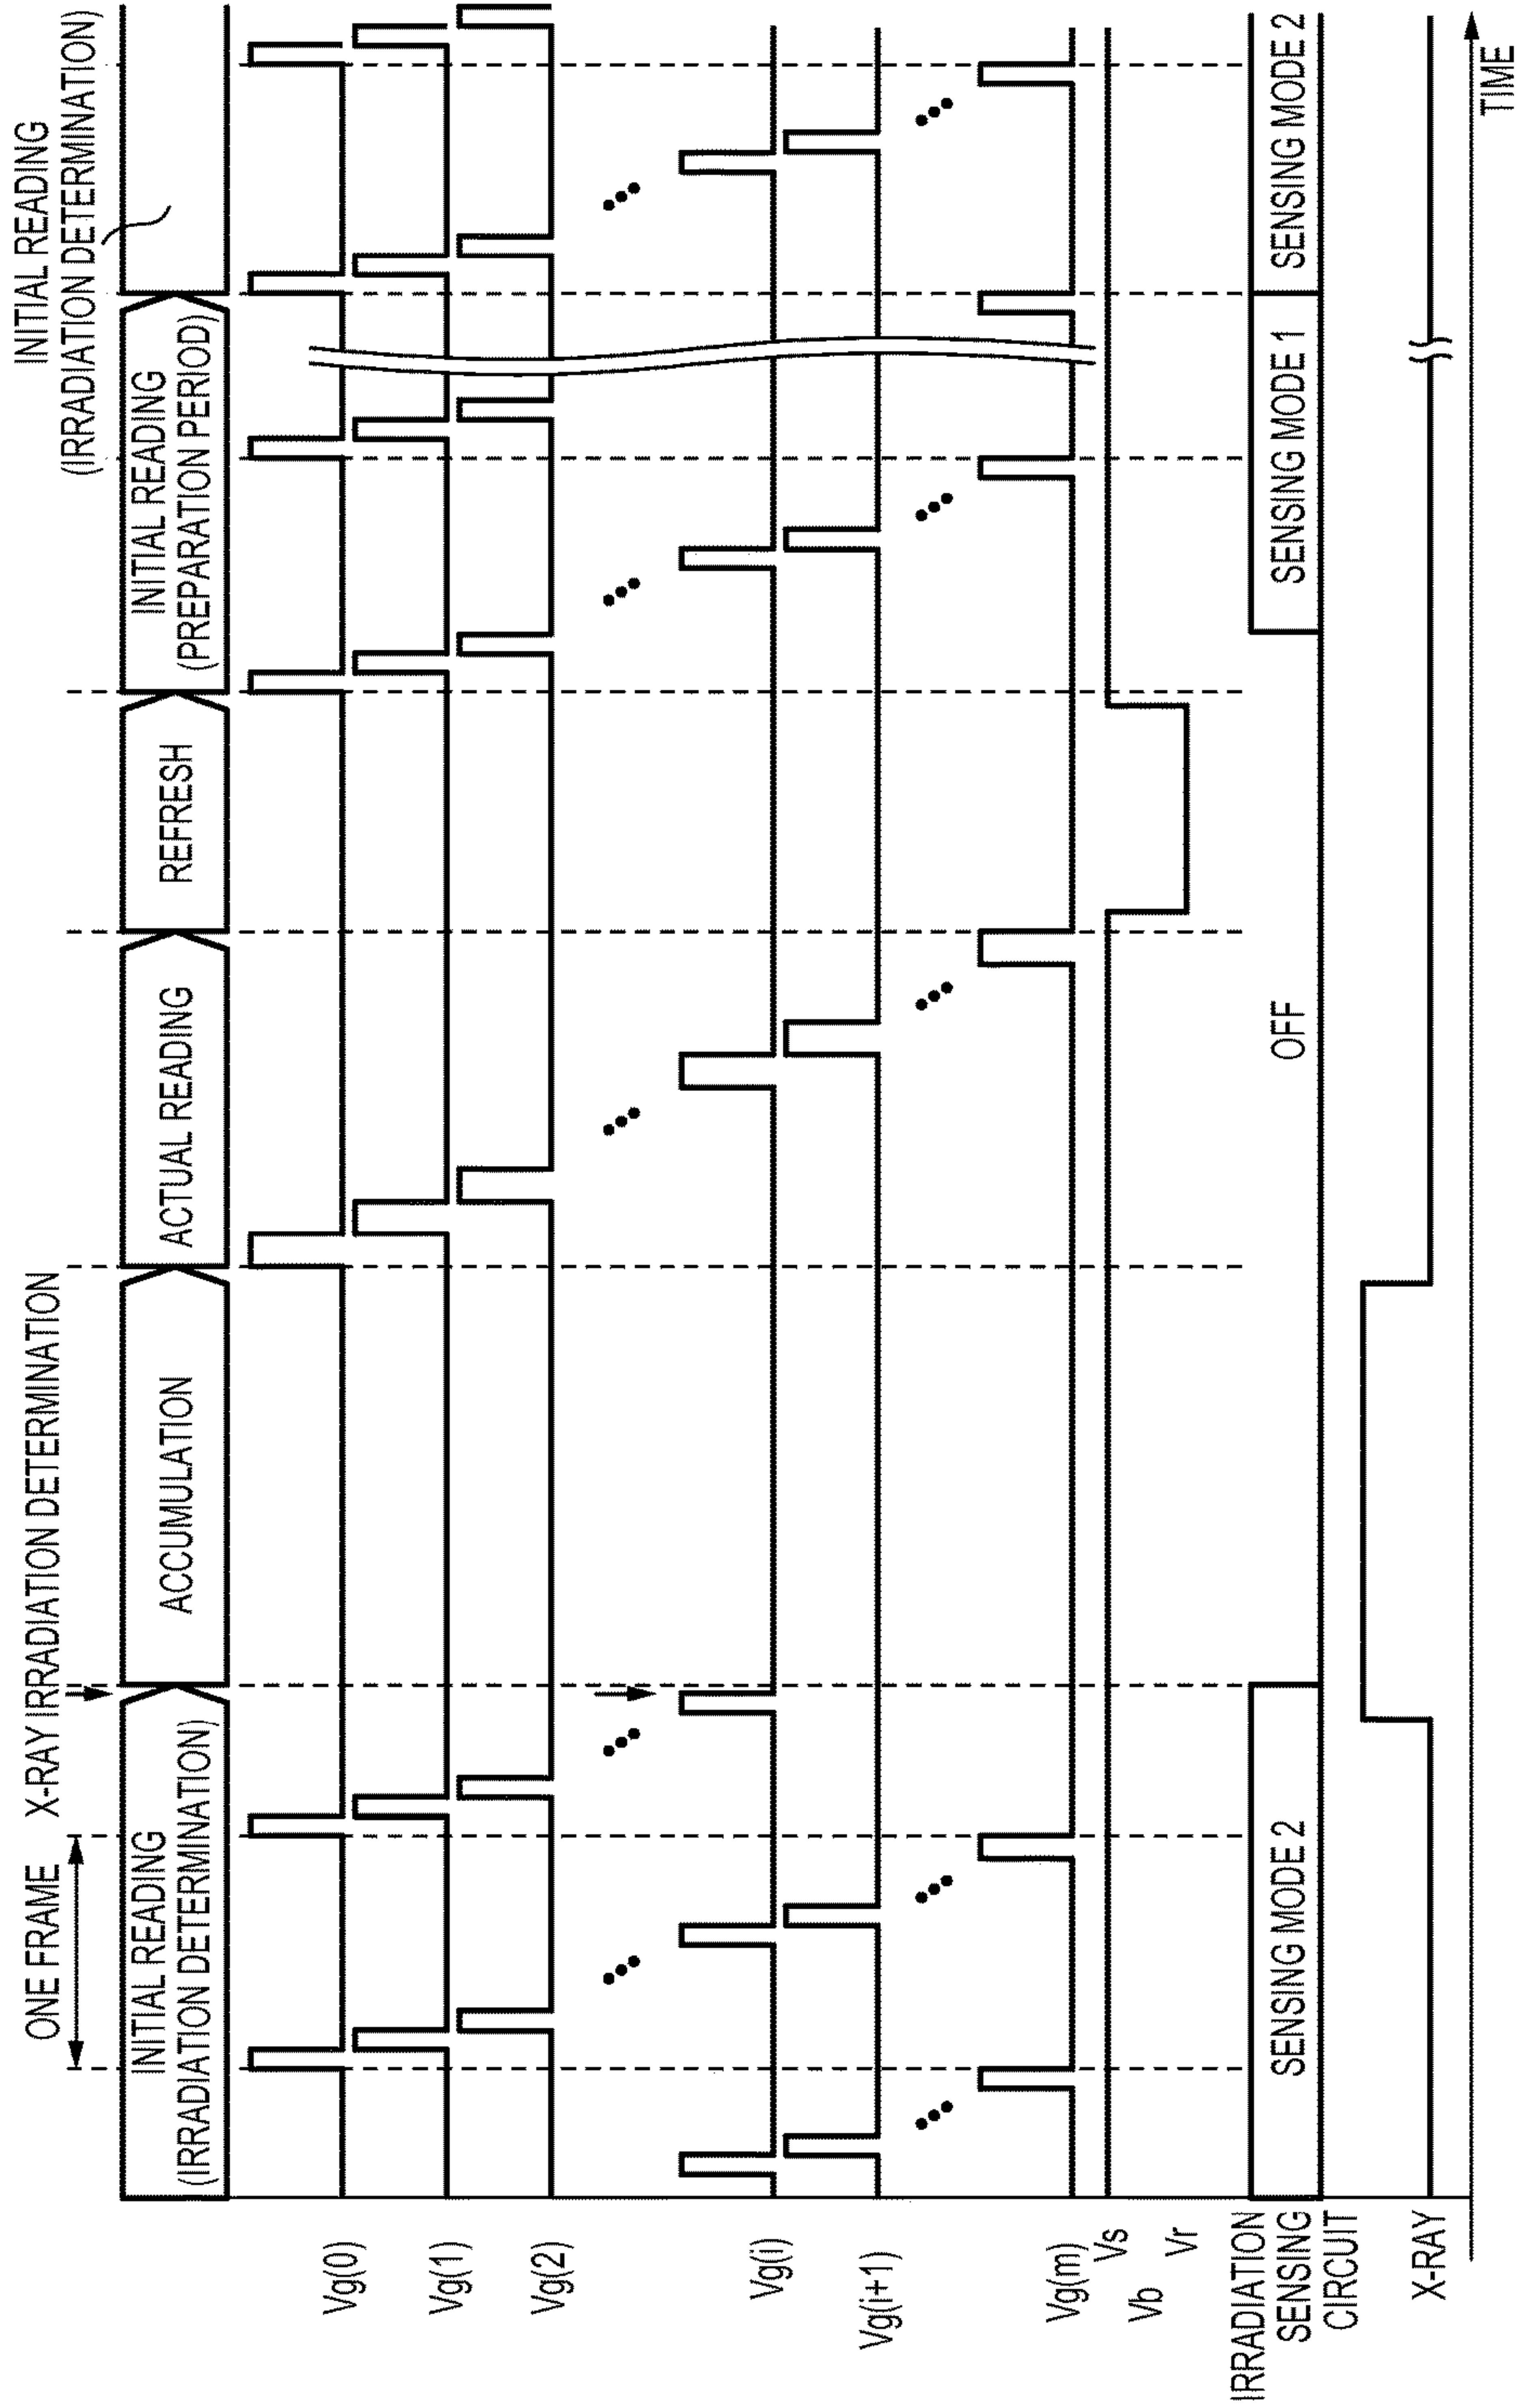 ONE FRAME
X-RAY IRRADIATION DETERMINATION
INITIAL READING
(IRRADIATION DETERMINATION)
INITIAL READING
(IRRADIATION DETERMINATION)
ACCUMULATION
ACTUAL READING
REFRESH
INITIAL READING
(PREPARATION PERIOD)
Vg(0)
Vg(1)
Vg(2)
Vg(i)
Vg(i+1)
Vg(m)
Vs
Vb
Vr
IRRADIATION
SENSING
CIRCUIT
SENSING MODE 2
OFF
SENSING MODE 1
SENSING MODE 2
X-RAY
TIME